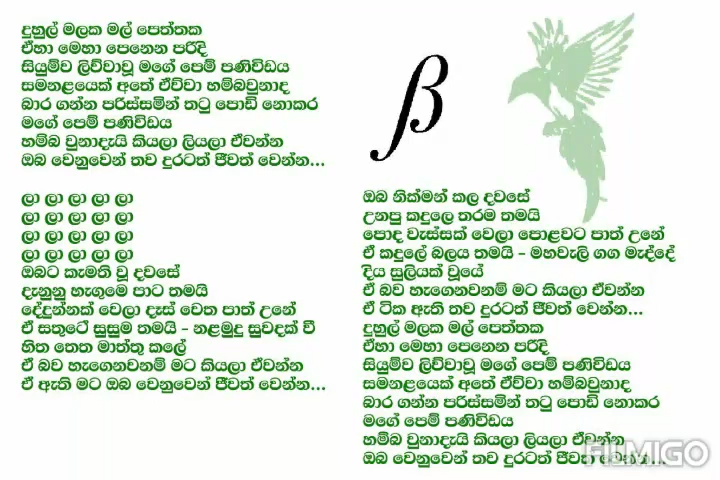 දුහුල් මලක මල් පෙත්තක
ඒහා මෙහා පෙනෙන පරිදි
සියුම්ව ලිව්වාවූ මගේ පෙම් පණිවිඩය
සමනළයෙක් අතේ ඒව්වා හම්බවුනාද
බාර ගන්න පරිස්සමින් තටු පොඩි නොකර
මගේ පෙම් පණිවිඩය
හම්බ වුනාදැයි කියලා ලියලා ඒවන්න
ඔබ වෙනුවෙන් තව දුරටත් ජීවත් වෙන්න...
ලා ලා ලා ලා ලා
ලා ලා ලා ලා ලා
ලා ලා ලා ලා ලා
ලා ලා ලා ලා ලා
ඔබට කැමති වූ දවසේ
දැනුනු හැගුමෙ පාට තමයි
දේදුන්නක් වෙලා දෑස් වෙත පාත් උනේ
ඒ සතුටේ සුසුම තමයි - නළමුදු සුවදක් වී
හිත තෙත මාත්තු කලේ
ඒ බව හැගෙනවනම් මට කියලා ඒවන්න
ඒ ඇති මට ඔබ වෙනුවෙන් ජීවත් වෙන්න...
β
ඔබ නික්මන් කල දවසේ
උනපු කදුලෙ තරම තමයි
පොද වැස්සක් වෙලා පොළවට පාත් උනේ
ඒ කදුලේ බලය තමයි - මහවැලි ගග මැද්දේ
දිය සුලියක් වූයේ
ඒ බව හැගෙනවනම් මට කියලා ඒවන්න
ඒ ටික ඇති තව දුරටත් ජීවත් වෙන්න...
දුහුල් මලක මල් පෙත්තක
ඒහා මෙහා පෙනෙන පරිදි
සියුම්ව ලිව්වාවූ මගේ පෙම් පණිවිඩය
සමනළයෙක් අතේ ඒව්වා හම්බවුනාද
බාර ගන්න පරිස්සමින් තටු පොඩි නොකර
මගේ පෙම් පණිවිඩය
හම්බ වුනාදැයි කියලා ලියලා ඒවන්න
ඔබ වෙනුවෙන් තව දුරටත් ජීවත් වෙන්න...
FILMIGO